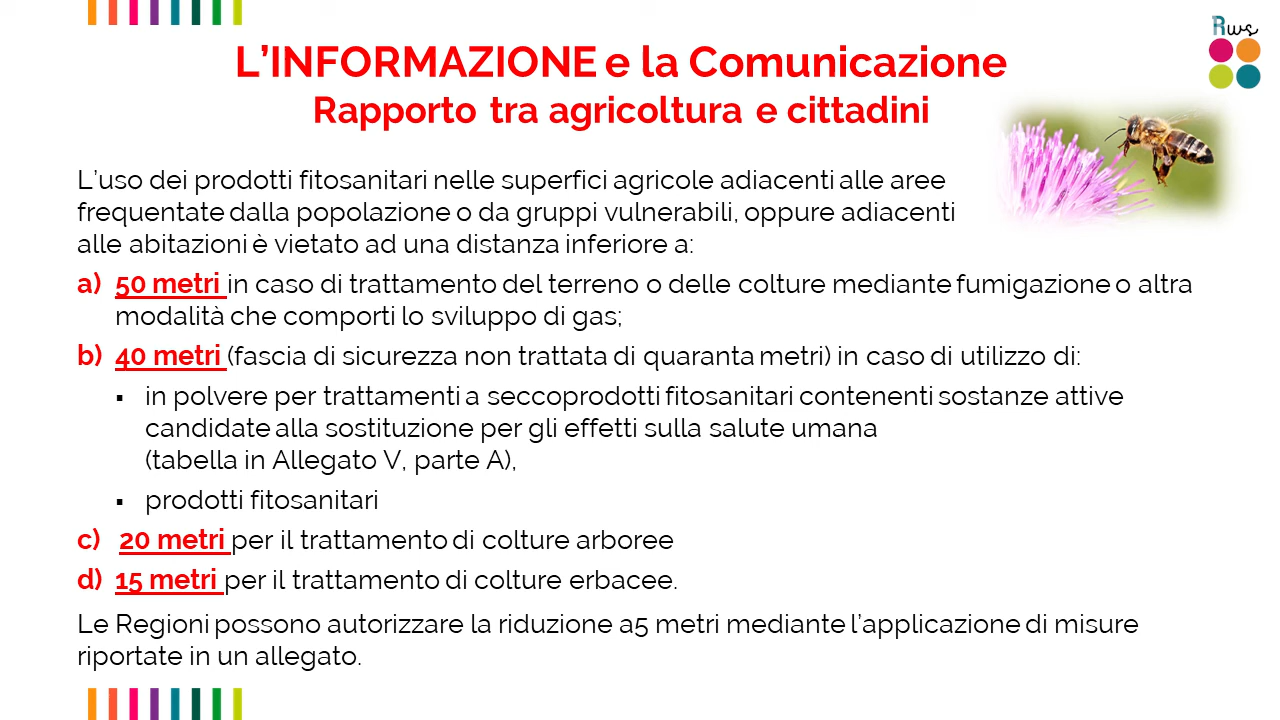 Rws
L’INFORMAZIONE e la Comunicazione
Rapporto tra agricoltura e cittadini
L’uso dei prodotti fitosanitari nelle superfici agricole adiacenti alle aree
frequentate dalla popolazione o da gruppi vulnerabili, oppure adiacenti
alle abitazioni è vietato ad una distanza inferiore a:
a) 50 metri in caso di trattamento del terreno o delle colture mediante fumigazione o altra
modalità che comporti lo sviluppo di gas;
b) 40 metri (fascia di sicurezza non trattata di quaranta metri) in caso di utilizzo di:
▪ in polvere per trattamenti a seccoprodotti fitosanitari contenenti sostanze attive
candidate alla sostituzione per gli effetti sulla salute umana
(tabella in Allegato V, parte A),
▪ prodotti fitosanitari
c) 20 metri per il trattamento di colture arboree
d) 15 metri per il trattamento di colture erbacee.
Le Regioni possono autorizzare la riduzione a5 metri mediante l’applicazione di misure
riportate in un allegato.